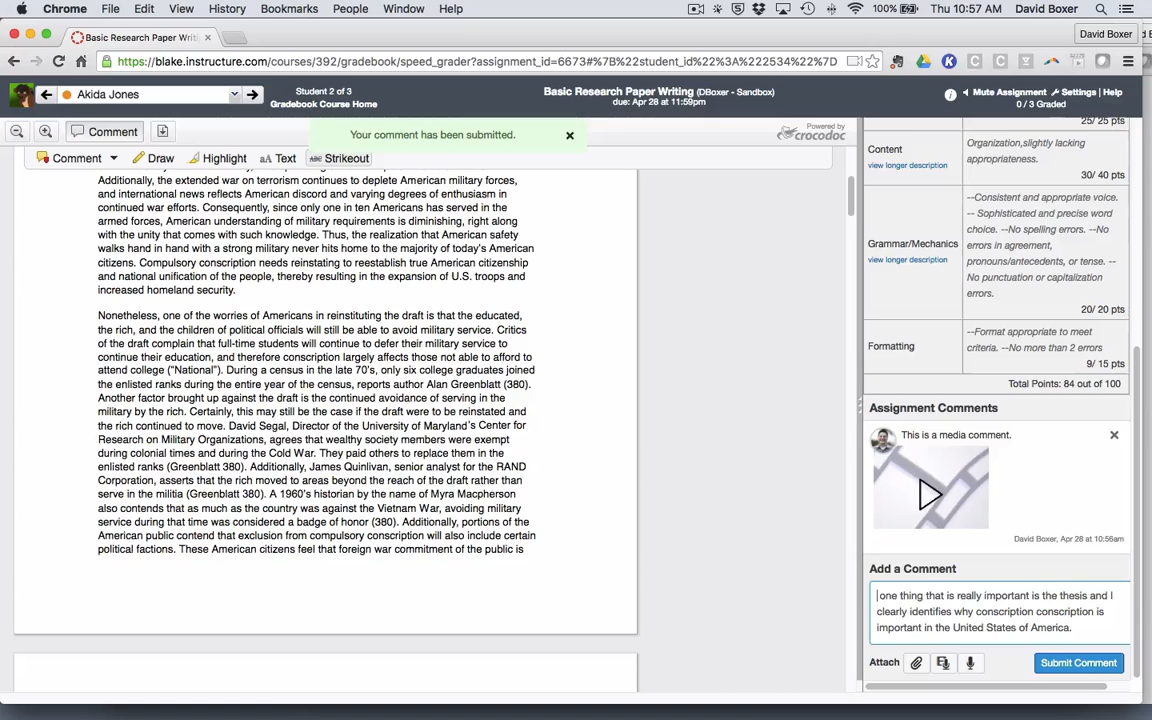 Chrome File Edit View History Bookmarks People Window Help 100% Thu 10:57 AM David Boxer
Basic Research Paper Writi × David Boxer
https://blake.instructure.com/courses/392/gradebook/speed_grader?assignment_id=6673#%7B%22student_id%22%3A%222534%22%7D
Akida Jones
Student 2 of 3
Gradebook Course Home
Basic Research Paper Writing (DBoxer - Sandbox)
due: Apr 28 at 11:59pm
Mute Assignment Settings | Help
0 / 3 Graded
Comment
Your comment has been submitted. ×
Powered by
crocodoc
Comment Draw Highlight Text Strikeout
Additionally, the extended war on terrorism continues to deplete American military forces,
and international news reflects American discord and varying degrees of enthusiasm in
continued war efforts. Consequently, since only one in ten Americans has served in the
armed forces, American understanding of military requirements is diminishing, right along
with the unity that comes with such knowledge. Thus, the realization that American safety
walks hand in hand with a strong military never hits home to the majority of today's American
citizens. Compulsory conscription needs reinstating to reestablish true American citizenship
and national unification of the people, thereby resulting in the expansion of U.S. troops and
increased homeland security.
Nonetheless, one of the worries of Americans in reinstituting the draft is that the educated,
the rich, and the children of political officials will still be able to avoid military service. Critics
of the draft complain that full-time students will continue to defer their military service to
continue their education, and therefore conscription largely affects those not able to afford to
attend college (“National”). During a census in the late 70's, only six college graduates joined
the enlisted ranks during the entire year of the census, reports author Alan Greenblatt (380).
Another factor brought up against the draft is the continued avoidance of serving in the
military by the rich. Certainly, this may still be the case if the draft were to be reinstated and
the rich continued to move. David Segal, Director of the University of Maryland's Center for
Research on Military Organizations, agrees that wealthy society members were exempt
during colonial times and during the Cold War. They paid others to replace them in the
enlisted ranks (Greenblatt 380). Additionally, James Quinlivan, senior analyst for the RAND
Corporation, asserts that the rich moved to areas beyond the reach of the draft rather than
serve in the militia (Greenblatt 380). A 1960's historian by the name of Myra Macpherson
also contends that as much as the country was against the Vietnam War, avoiding military
service during that time was considered a badge of honor (380). Additionally, portions of the
American public contend that exclusion from compulsory conscription will also include certain
political factions. These American citizens feel that foreign war commitment of the public is
25/ 25 pts
Content
view longer description
Organization,slightly lacking
appropriateness.
30/ 40 pts
Grammar/Mechanics
view longer description
--Consistent and appropriate voice.
-- Sophisticated and precise word
choice. --No spelling errors. --No
errors in agreement,
pronouns/antecedents, or tense. --
No punctuation or capitalization
errors.
20/ 20 pts
Formatting
--Format appropriate to meet
criteria. --No more than 2 errors
9/ 15 pts
Total Points: 84 out of 100
Assignment Comments
This is a media comment.
David Boxer, Apr 28 at 10:56am
Add a Comment
one thing that is really important is the thesis and I
clearly identifies why conscription conscription is
important in the United States of America.
Attach Submit Comment